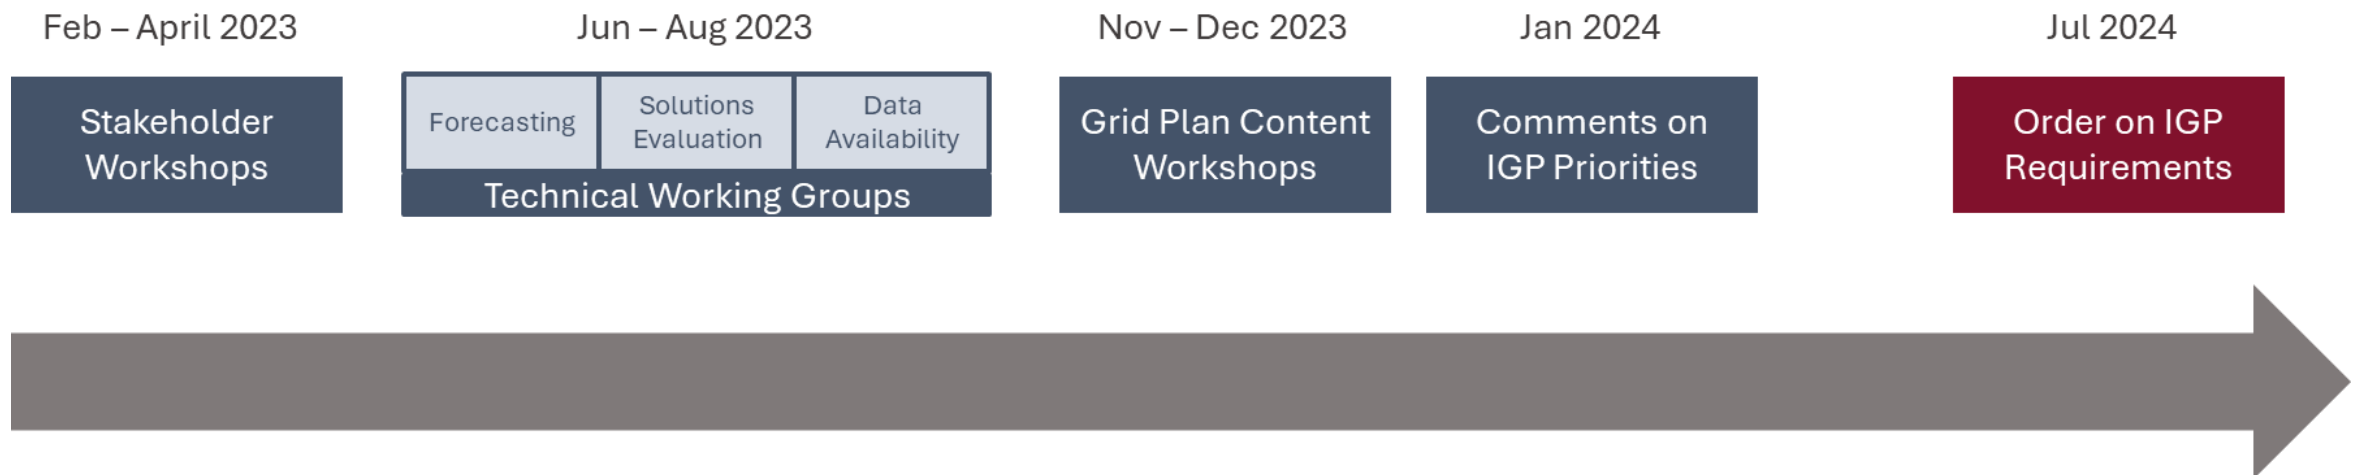 Feb – April 2023
Jun – Aug 2023
Nov – Dec 2023
Jan 2024
Jul 2024
Stakeholder
Workshops
Forecasting
Solutions
Evaluation
Data
Availability
Technical Working Groups
Grid Plan Content
Workshops
Comments on
IGP Priorities
Order on IGP
Requirements